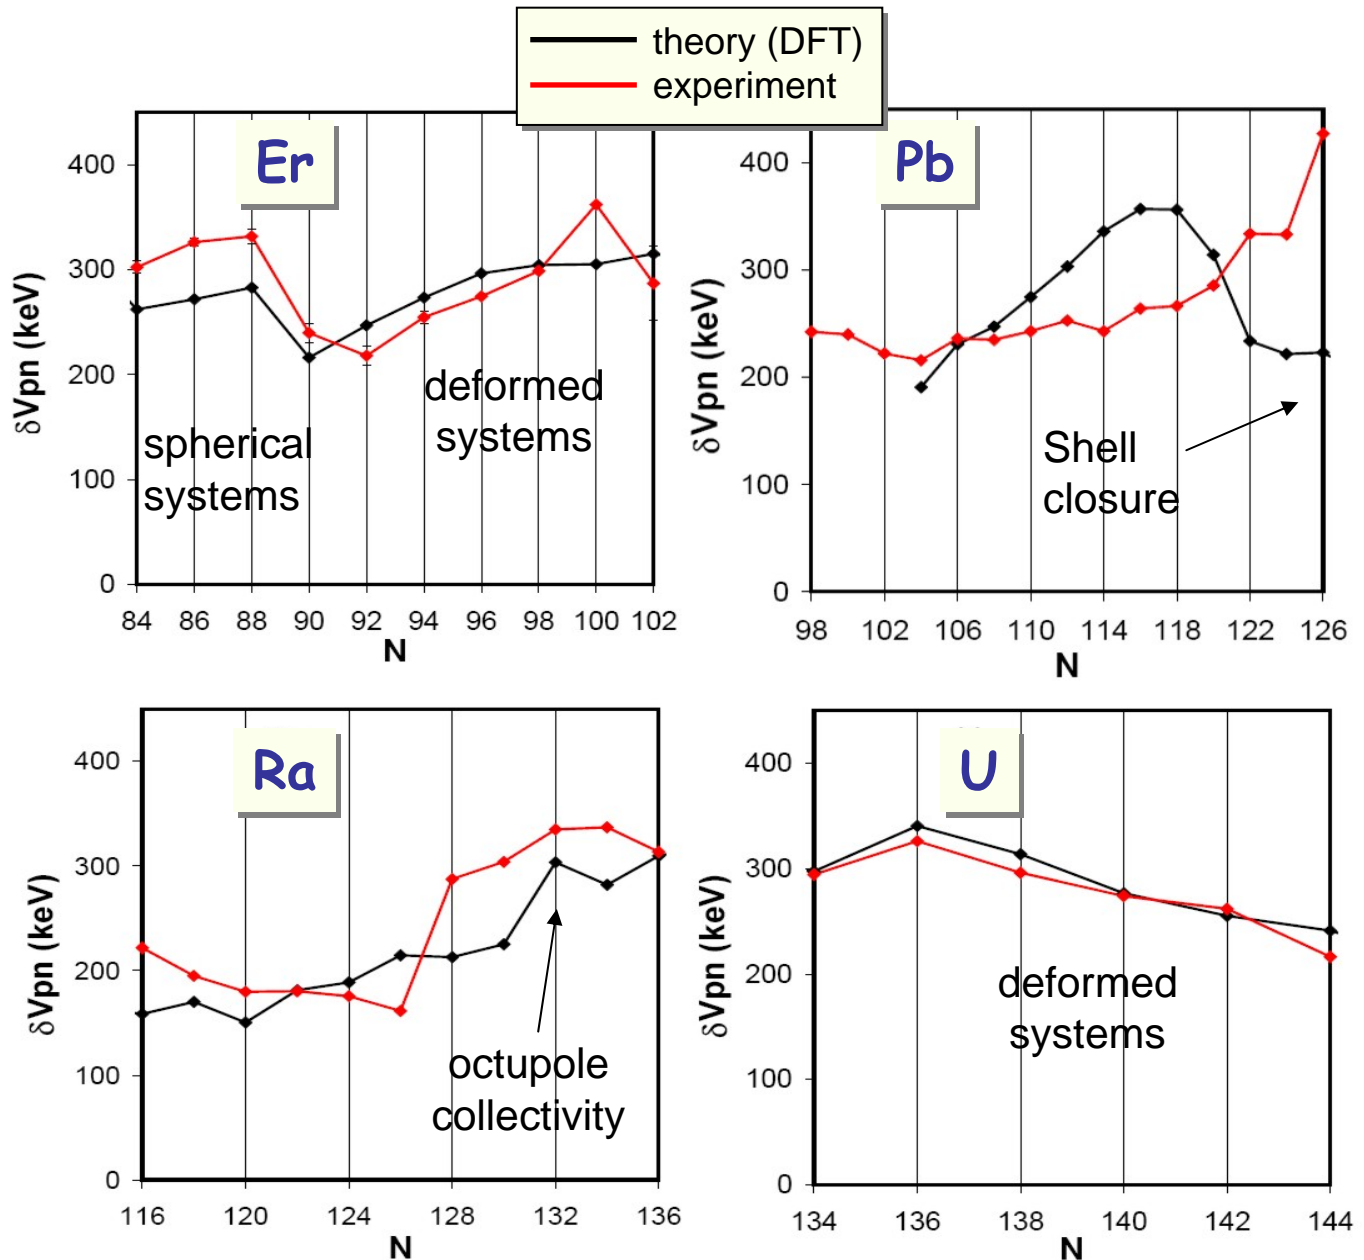 theory (DFT)
experiment
Er
400
300
200
100
0
δVpn (keV)
spherical
systems
deformed
systems
84 86 88 90 92 94 96 98 100 102
N
Pb
400
300
200
100
0
δVpn (keV)
Shell
closure
98 102 106 110 114 118 122 126
N
Ra
400
300
200
100
0
δVpn (keV)
octupole
collectivity
116 120 124 128 132 136
N
U
400
300
200
100
0
δVpn (keV)
deformed
systems
134 136 138 140 142 144
N